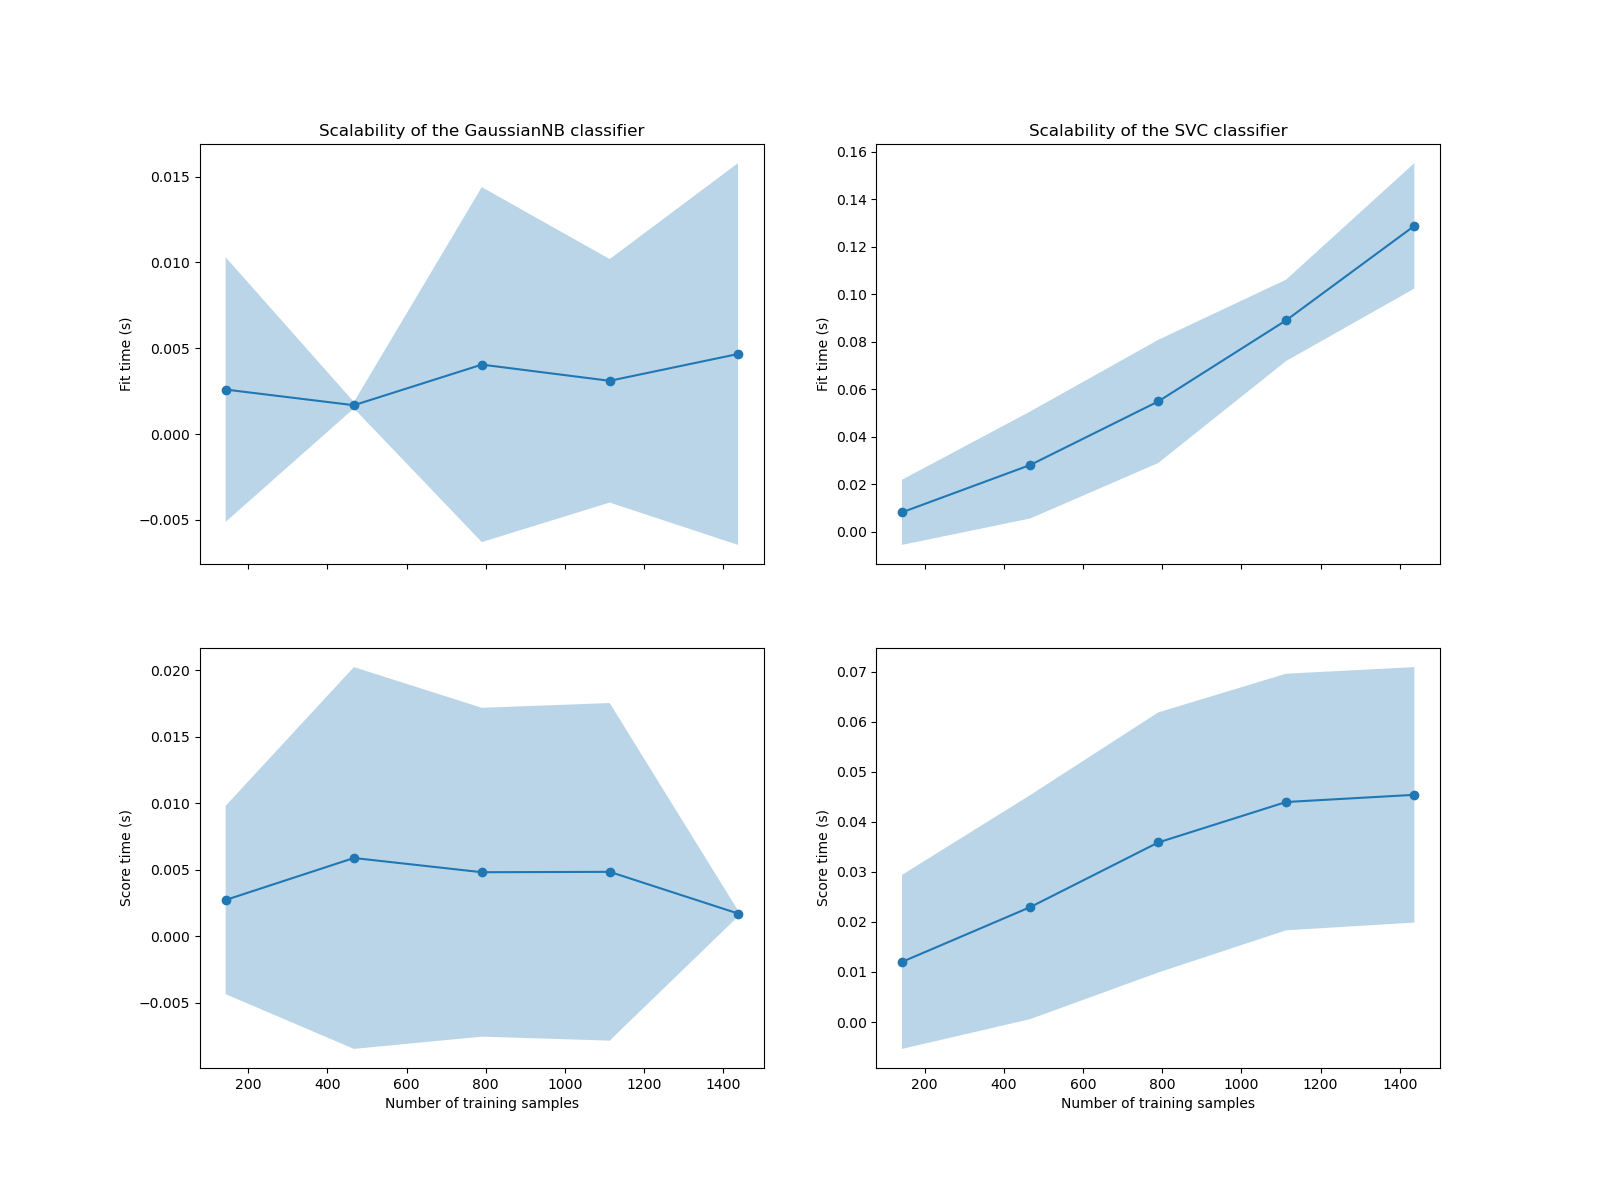 Scalability of the GaussianNB classifier
0.015
0.010
0.005
0.000
−0.005
Fit time (s)
Scalability of the SVC classifier
0.16
0.14
0.12
0.10
0.08
0.06
0.04
0.02
0.00
Fit time (s)
0.020
0.015
0.010
0.005
0.000
−0.005
Score time (s)
200 400 600 800 1000 1200 1400
Number of training samples
0.07
0.06
0.05
0.04
0.03
0.02
0.01
0.00
Score time (s)
200 400 600 800 1000 1200 1400
Number of training samples